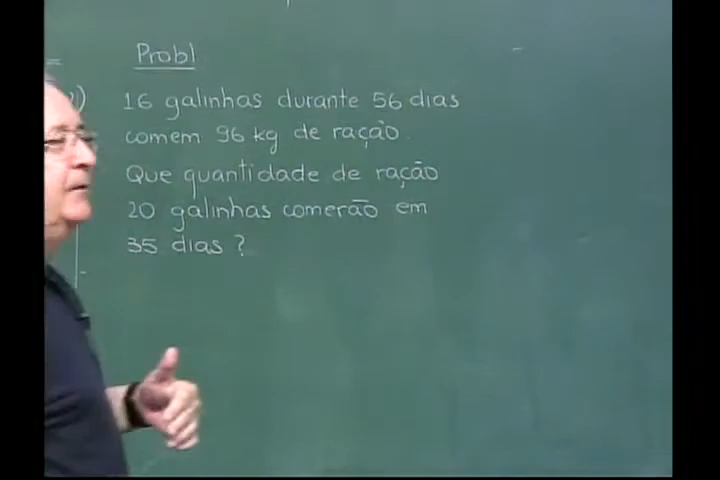 Probl
16 galinhas durante 56 dias
comem 96 kg de ração.
Que quantidade de ração
20 galinhas comerão em
35 dias ?